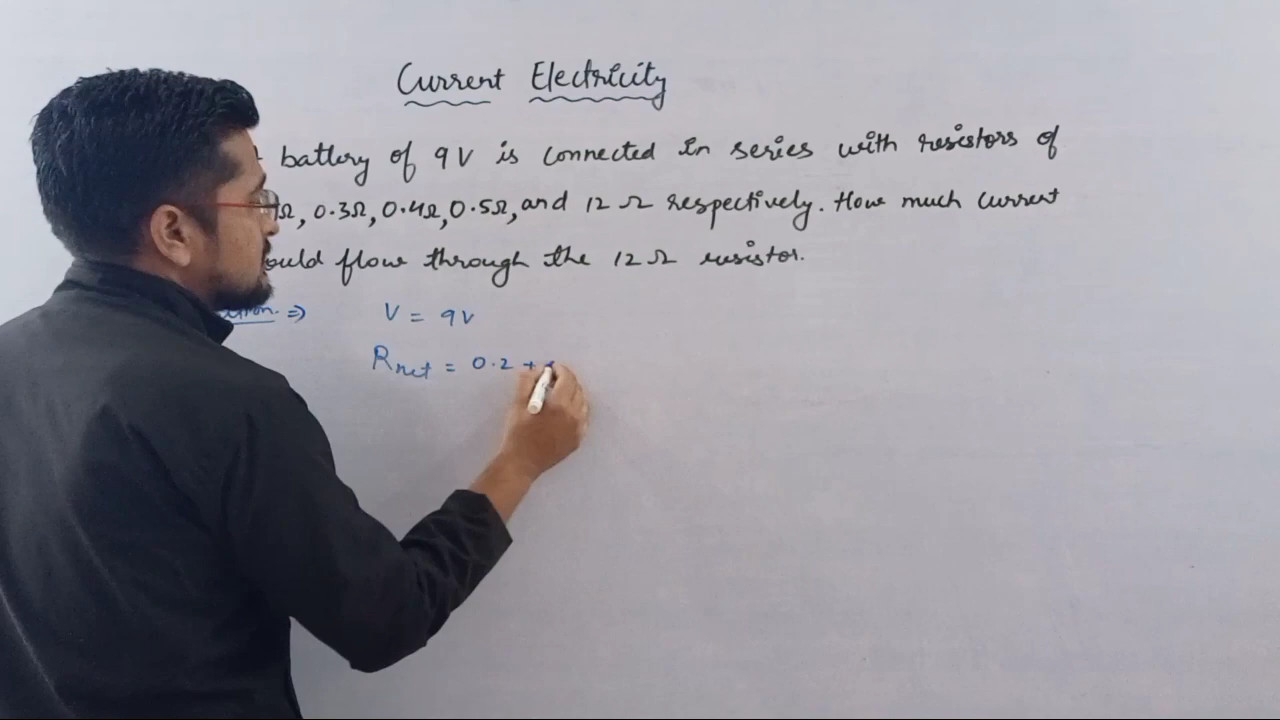 Current Electricity
battery of 9V is connected in series with resistors of
Ω, 0.3Ω, 0.4Ω, 0.5Ω, and 12 Ω respectively. How much current
ould flow through the 12 Ω resistor.
⇒ V = 9V
Rnet = 0.2 +